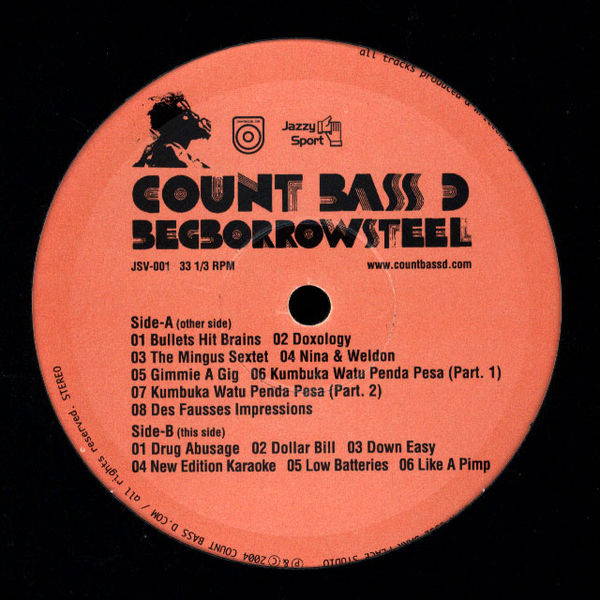 all tracks produced &
Jazzy
Sport
COUNT BASS D
BEGBORROWSTEEL
JSV-001 33 1/3 RPM www.countbassd.com
Side-A (other side)
01 Bullets Hit Brains 02 Doxology
03 The Mingus Sextet 04 Nina & Weldon
05 Gimmie A Gig 06 Kumbuka Watu Penda Pesa (Part. 1)
07 Kumbuka Watu Penda Pesa (Part. 2)
08 Des Fausses Impressions
Side-B (this side)
01 Drug Abusage 02 Dollar Bill 03 Down Easy
04 New Edition Karaoke 05 Low Batteries 06 Like A Pimp
STUDIO
℗&©2004 COUNT BASS D.COM / all rights reserved. STEREO